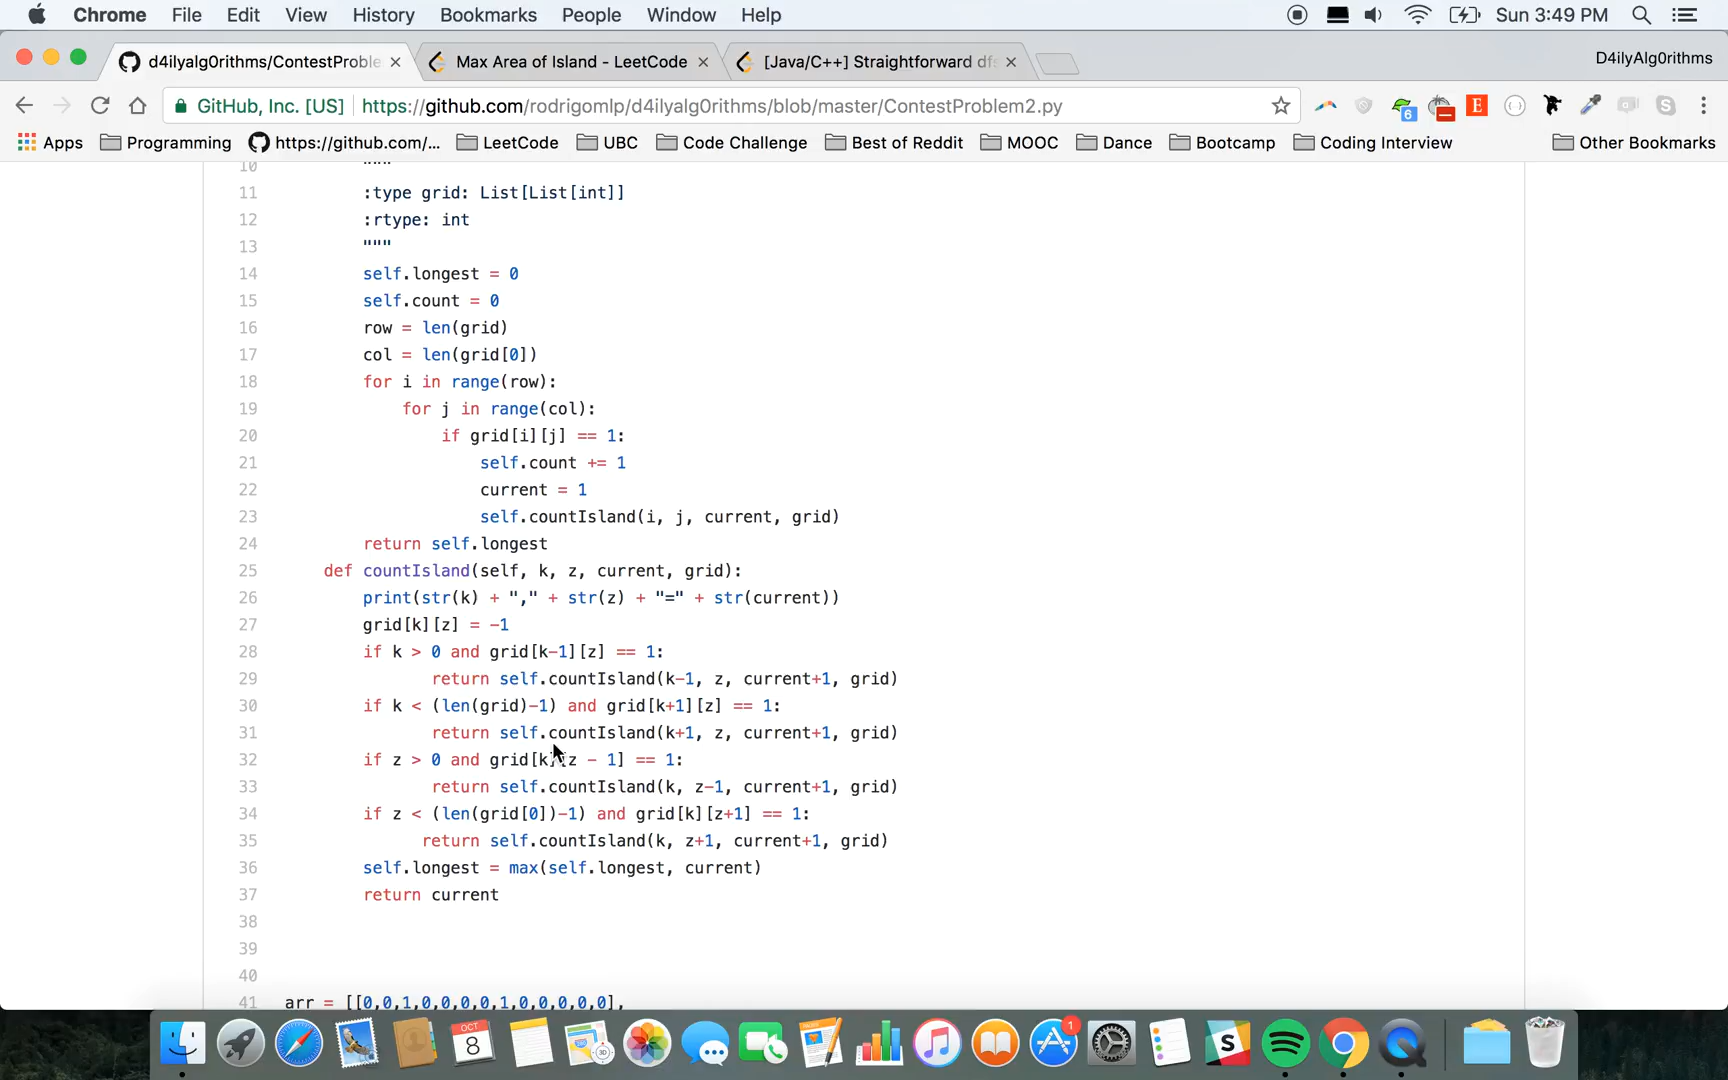 Chrome File Edit View History Bookmarks People Window Help Sun 3:49 PM
d4ilyalg0rithms/ContestProble Max Area of Island - LeetCode [Java/C++] Straightforward dfs D4ilyAlg0rithms
GitHub, Inc. [US] https://github.com/rodrigomlp/d4ilyalg0rithms/blob/master/ContestProblem2.py
Apps Programming https://github.com/... LeetCode UBC Code Challenge Best of Reddit MOOC Dance Bootcamp Coding Interview Other Bookmarks
10 """
11 :type grid: List[List[int]]
12 :rtype: int
13 """
14 self.longest = 0
15 self.count = 0
16 row = len(grid)
17 col = len(grid[0])
18 for i in range(row):
19 for j in range(col):
20 if grid[i][j] == 1:
21 self.count += 1
22 current = 1
23 self.countIsland(i, j, current, grid)
24 return self.longest
25 def countIsland(self, k, z, current, grid):
26 print(str(k) + "," + str(z) + "=" + str(current))
27 grid[k][z] = -1
28 if k > 0 and grid[k-1][z] == 1:
29 return self.countIsland(k-1, z, current+1, grid)
30 if k < (len(grid)-1) and grid[k+1][z] == 1:
31 return self.countIsland(k+1, z, current+1, grid)
32 if z > 0 and grid[k][z - 1] == 1:
33 return self.countIsland(k, z-1, current+1, grid)
34 if z < (len(grid[0])-1) and grid[k][z+1] == 1:
35 return self.countIsland(k, z+1, current+1, grid)
36 self.longest = max(self.longest, current)
37 return current
38
39
40
41 arr = [[0,0,1,0,0,0,0,1,0,0,0,0,0],